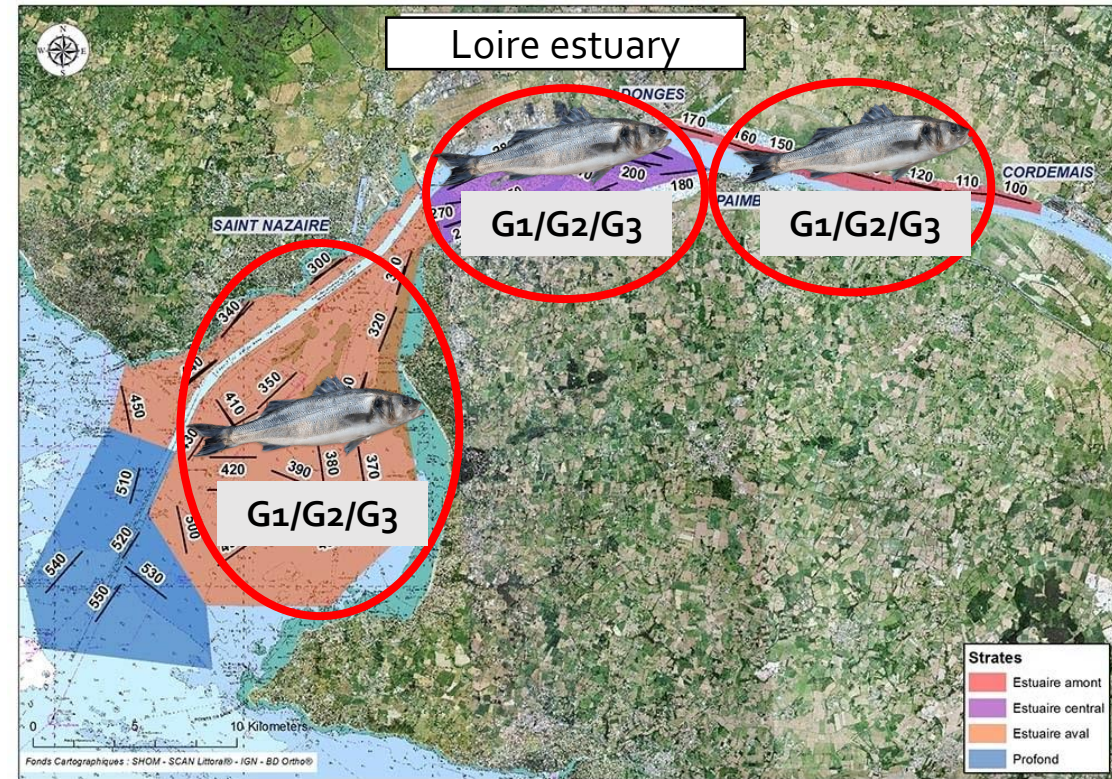 Loire estuary
N
W E
S
DONGES
170
160
150
120
110
100
CORDEMAIS
200
180
270
G1/G2/G3
G1/G2/G3
SAINT NAZAIRE
300
320
340
350
410
450
420
390
380
370
G1/G2/G3
510
500
520
540
530
550
Strates
Estuaire amont
Estuaire central
Estuaire aval
Profond
0 5 10 Kilometers
Fonds Cartographiques : SHOM - SCAN Littoral® - IGN - BD Ortho®